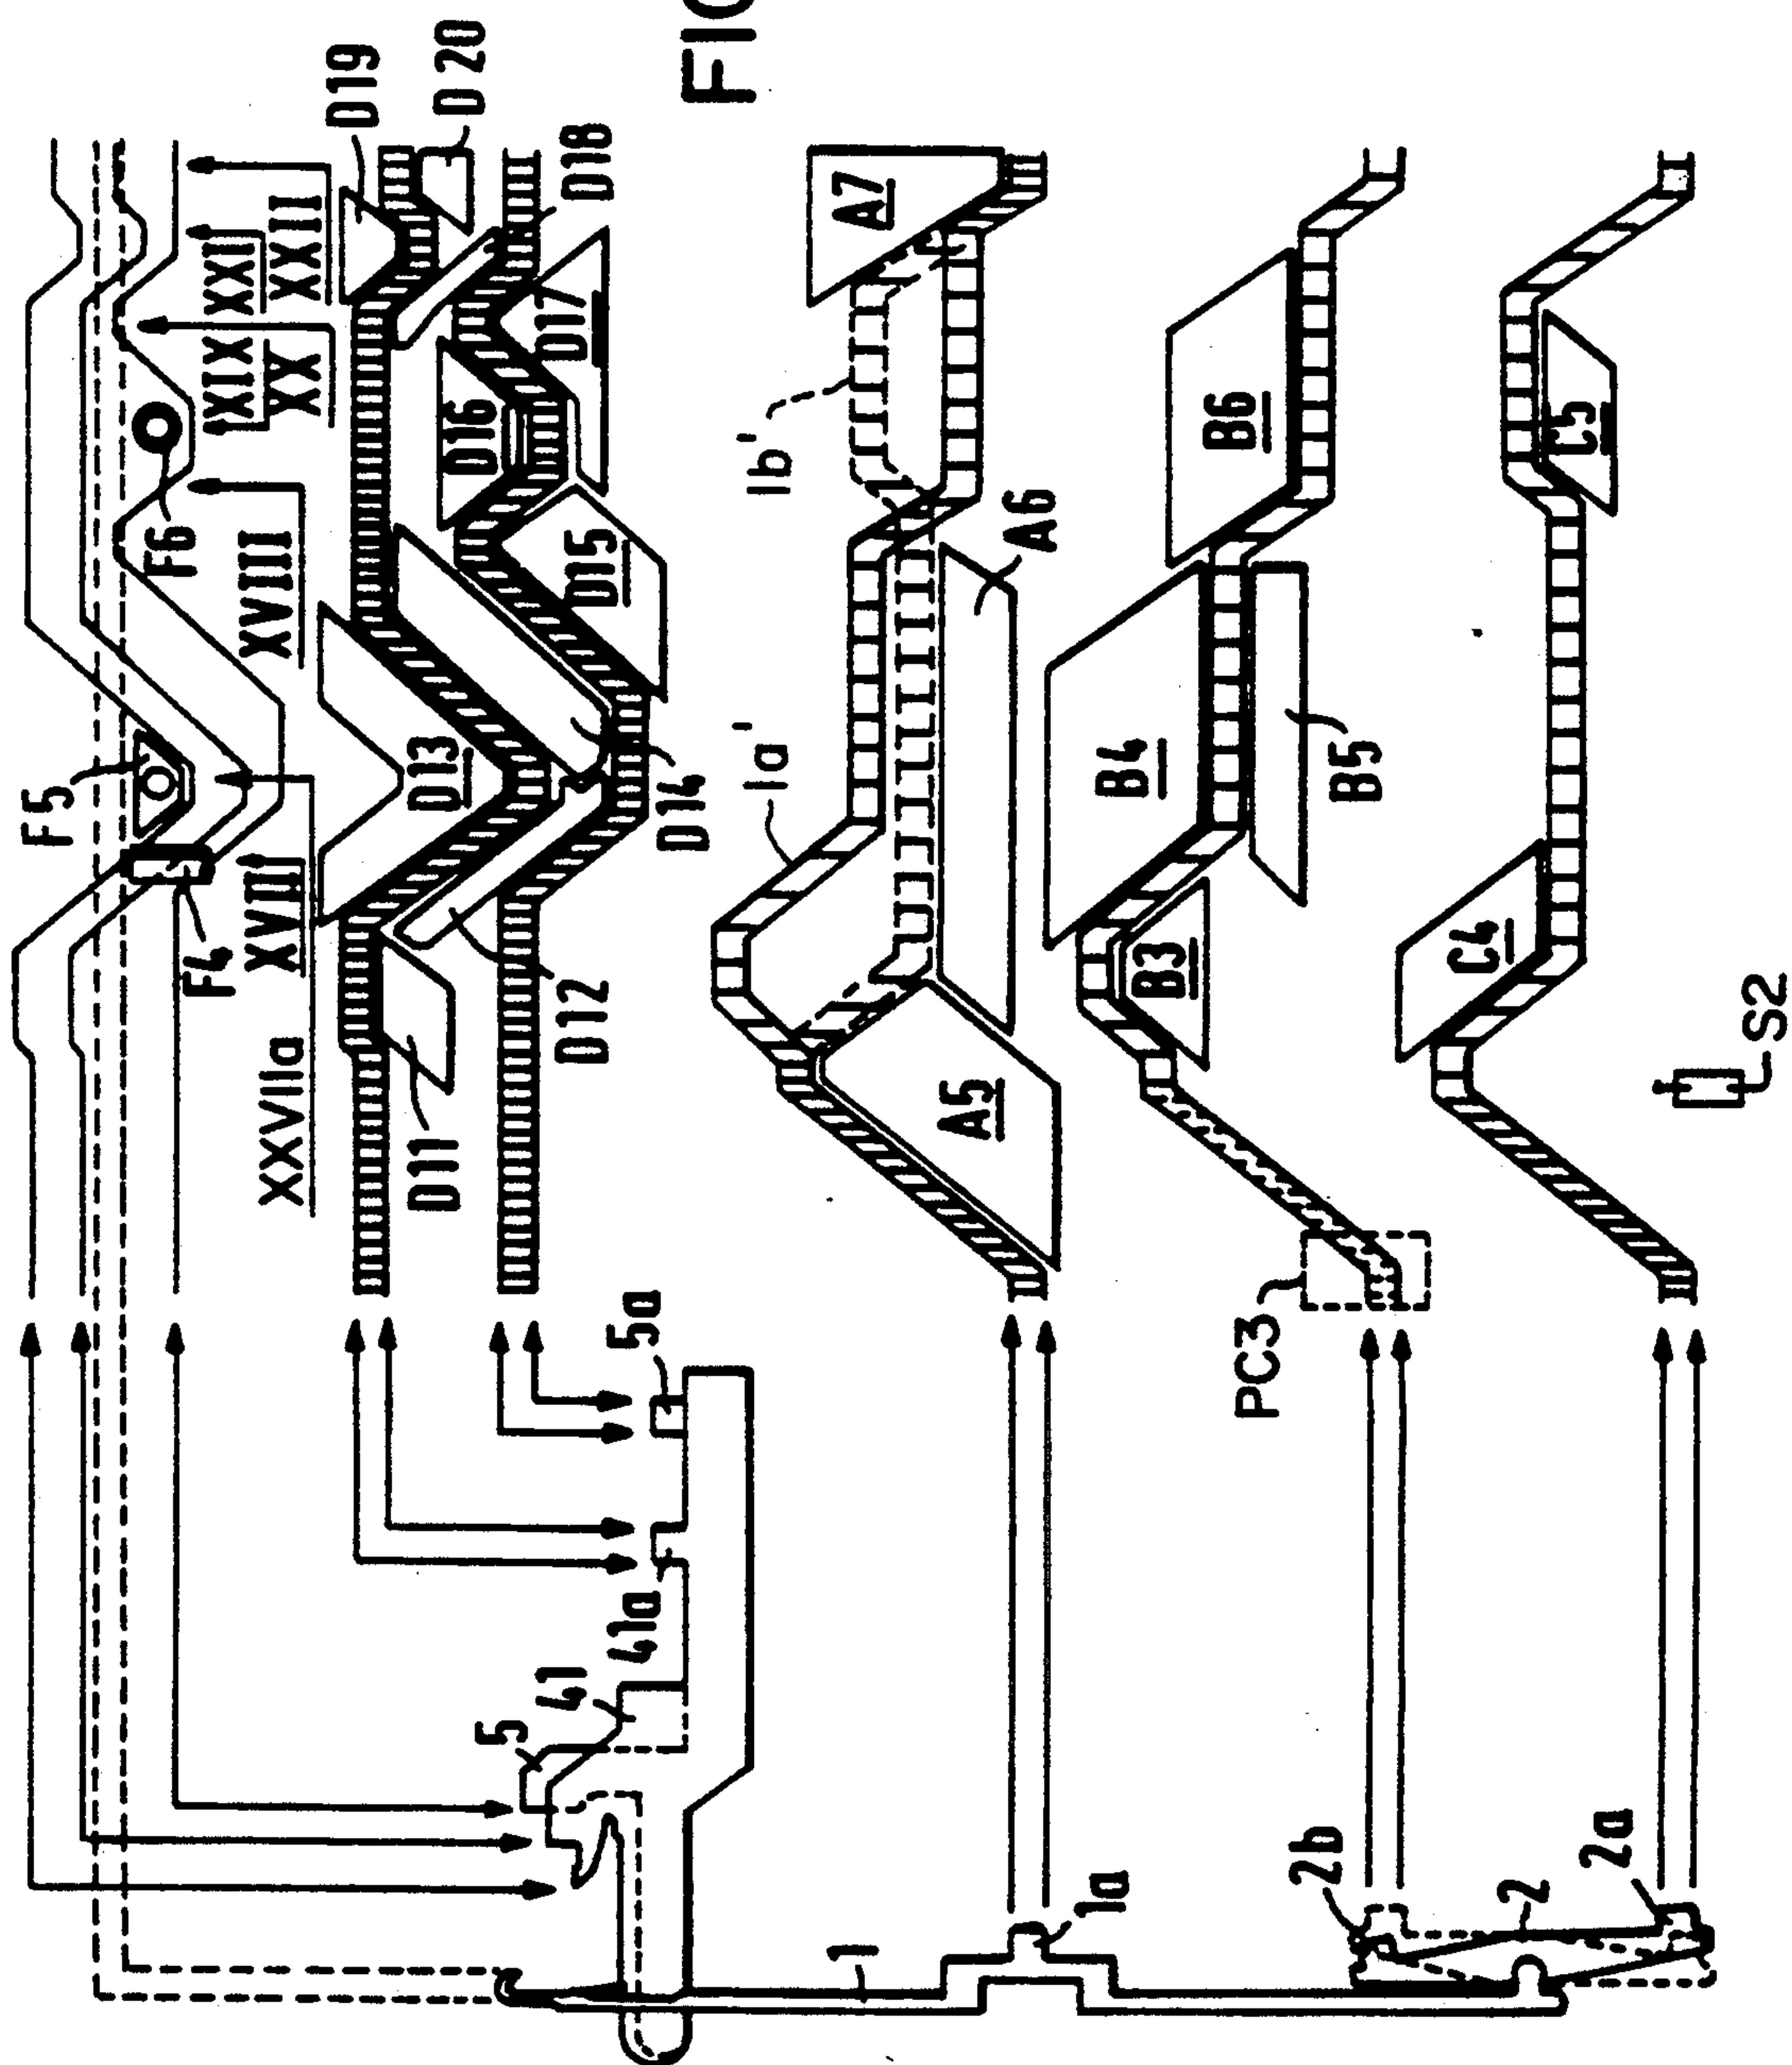 FIG
D19
D 20
D18
XXII
XXI
XIX
XX
D17
D16
F6
XVIII
D15
F5
D13
D14
F4
XVII
XXVIIa
D12
D11
A7
1b'
A6
1a'
A5
B6
B4
B5
B3
C5
C4
S2
PC3
5a
41a
41
5
1
1a
2b
2
2a